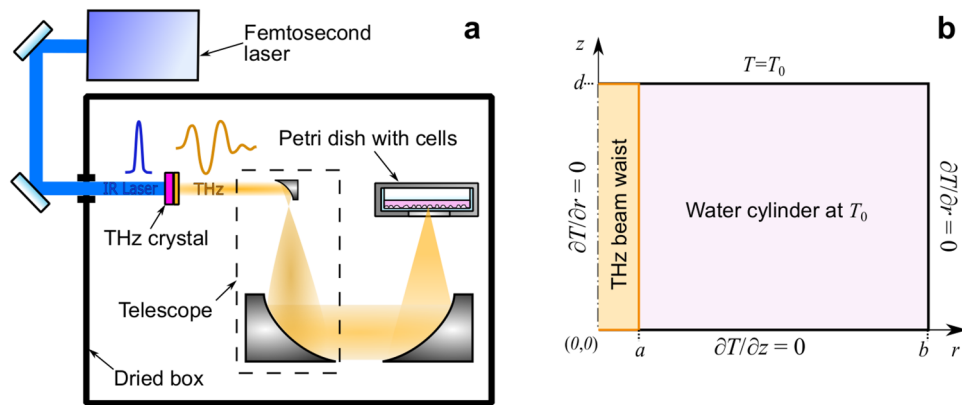 a
Femtosecond
laser
Petri dish with cells
IR Laser
THz
THz crystal
Telescope
Dried box
b
z
T=T₀
d
∂T/∂r = 0
THz beam waist
Water cylinder at T₀
∂T/∂r = 0
(0,0)
a
∂T/∂z = 0
b
r